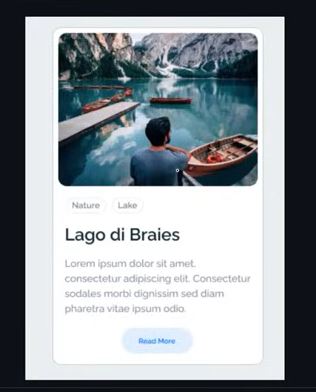 Nature Lake
Lago di Braies
Lorem ipsum dolor sit amet,
consectetur adipiscing elit. Consectetur
sodales morbi dignissim sed diam
pharetra vitae ipsum odio.
Read More